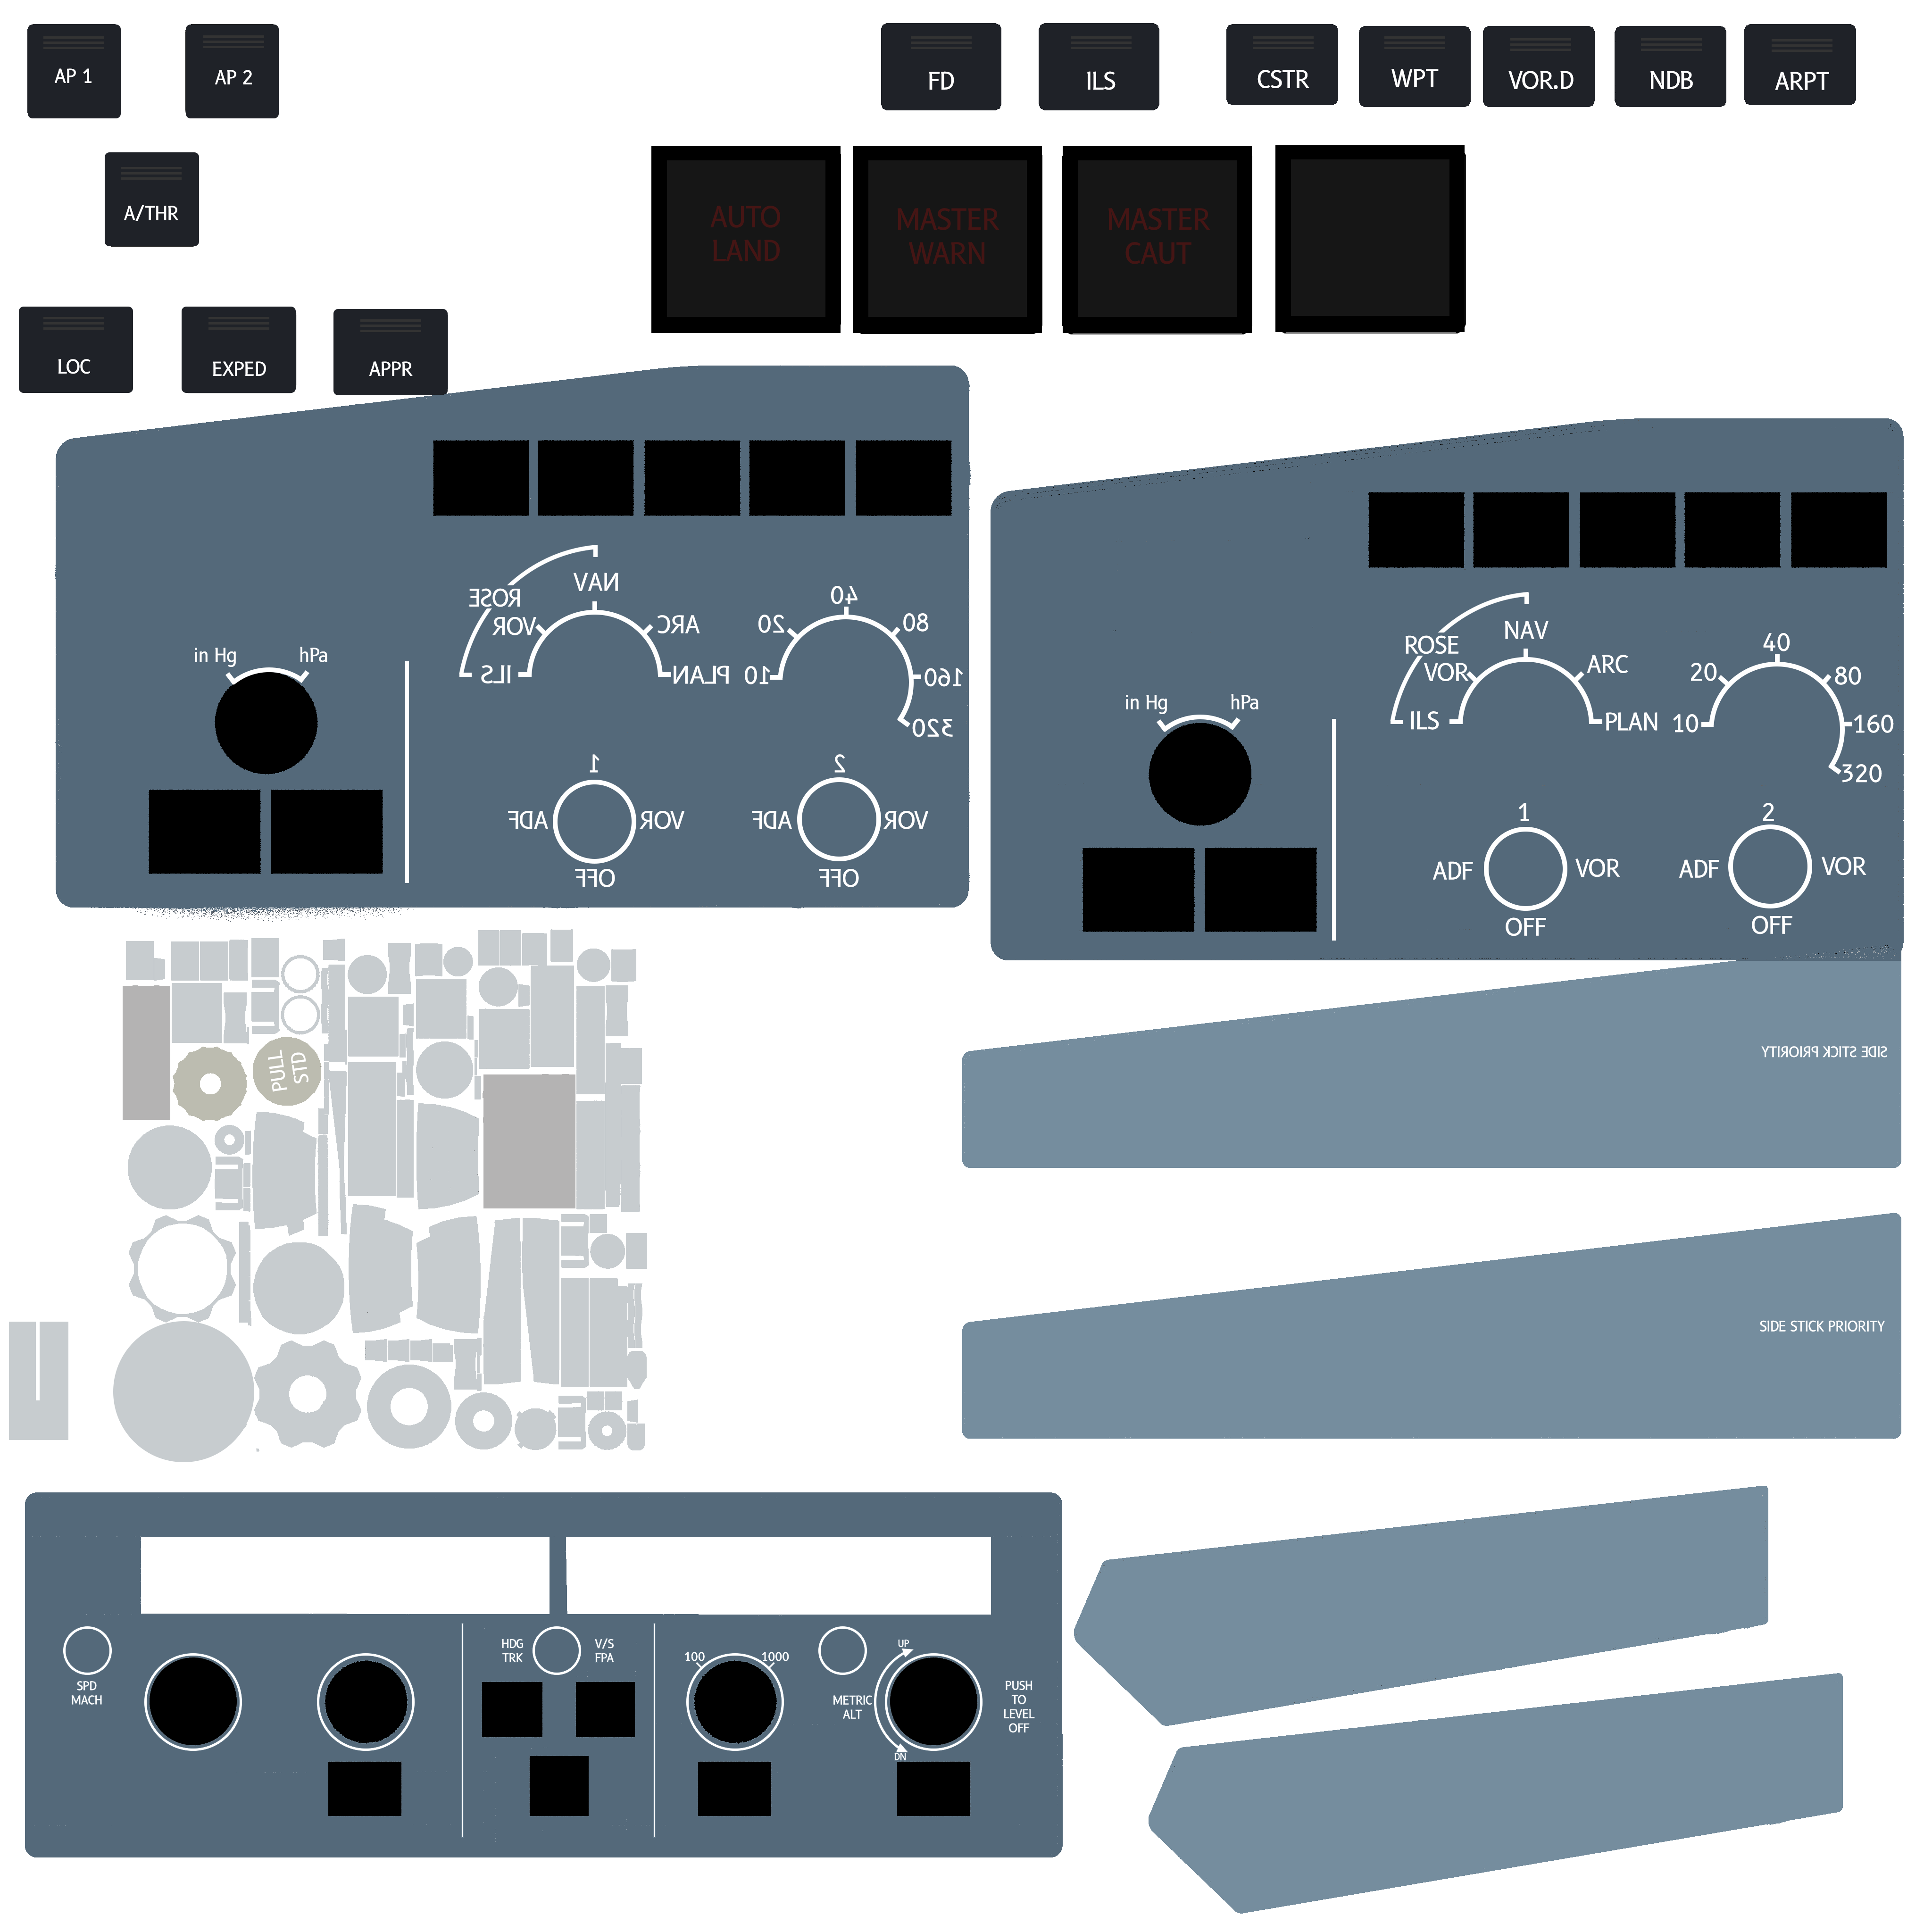 AP 1
AP 2
FD
ILS
CSTR
WPT
VOR.D
NDB
ARPT
A/THR
AUTO
LAND
MASTER
WARN
MASTER
CAUT
LOC
EXPED
APPR
NAV
ROSE
VOR
ARC
ILS
PLAN
10
20
40
80
160
320
in Hg
hPa
1
ADF
VOR
OFF
2
ADF
VOR
OFF
NAV
ROSE
VOR
ARC
ILS
PLAN
10
20
40
80
160
320
in Hg
hPa
1
ADF
VOR
OFF
2
ADF
VOR
OFF
PULL
STD
SIDE STICK PRIORITY
SIDE STICK PRIORITY
SPD
MACH
HDG
TRK
V/S
FPA
100
1000
METRIC
ALT
UP
DN
PUSH
TO
LEVEL
OFF